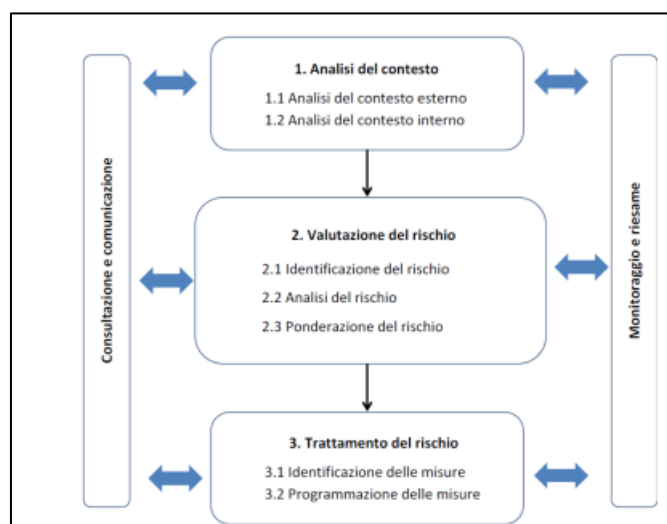 Consultazione e comunicazione
1. Analisi del contesto
1.1 Analisi del contesto esterno
1.2 Analisi del contesto interno
2. Valutazione del rischio
2.1 Identificazione del rischio
2.2 Analisi del rischio
2.3 Ponderazione del rischio
3. Trattamento del rischio
3.1 Identificazione delle misure
3.2 Programmazione delle misure
Monitoraggio e riesame